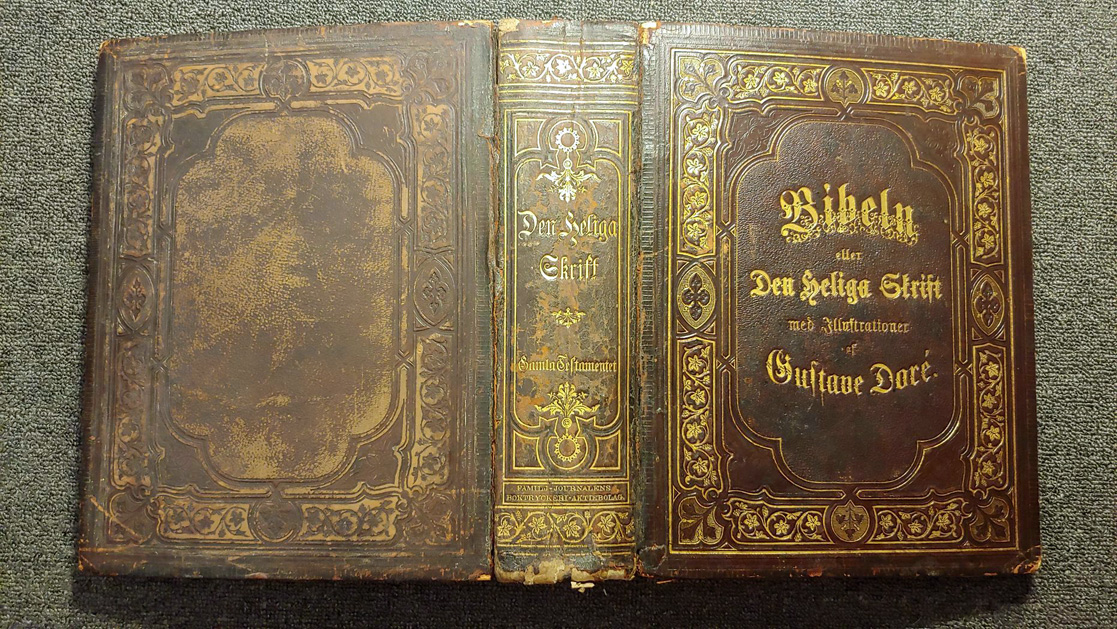 Den Heliga
Skrift
Gamla Testamentet
FAMILJ-JOURNALENS
BOKTRYCKERI-AKTIEBOLAG.
Bibeln
eller
Den Heliga Skrift
med Illustrationer
af
Gustave Doré.